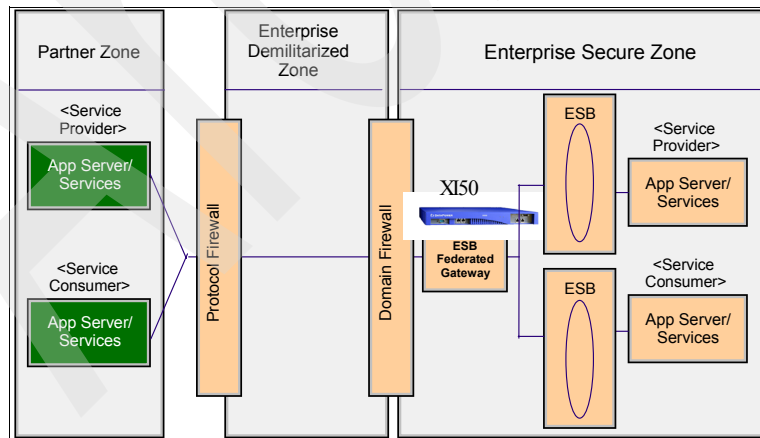 Partner Zone
Enterprise
Demilitarized
Zone
Enterprise Secure Zone
<Service
Provider>
App Server/
Services
<Service
Consumer>
App Server/
Services
Protocol Firewall
Domain Firewall
XI50
ESB
Federated
Gateway
ESB
<Service
Provider>
App Server/
Services
ESB
<Service
Consumer>
App Server/
Services